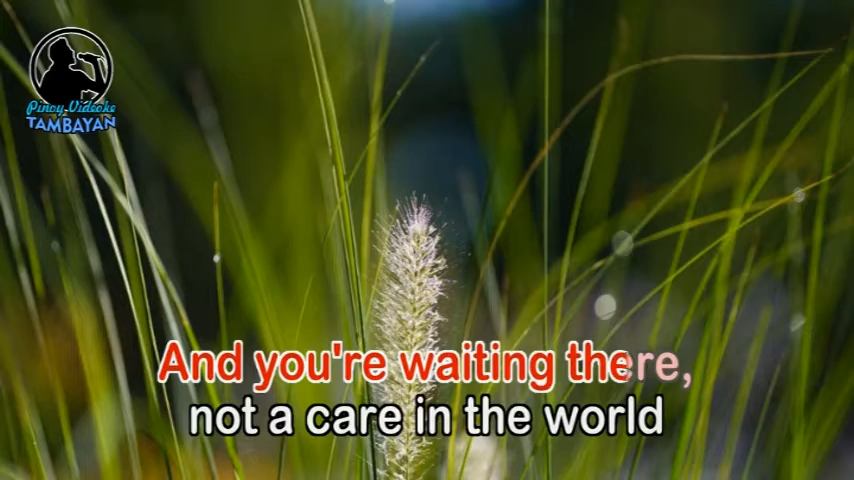 Pinoy Videoke
TAMBAYAN
And you're waiting there,
not a care in the world